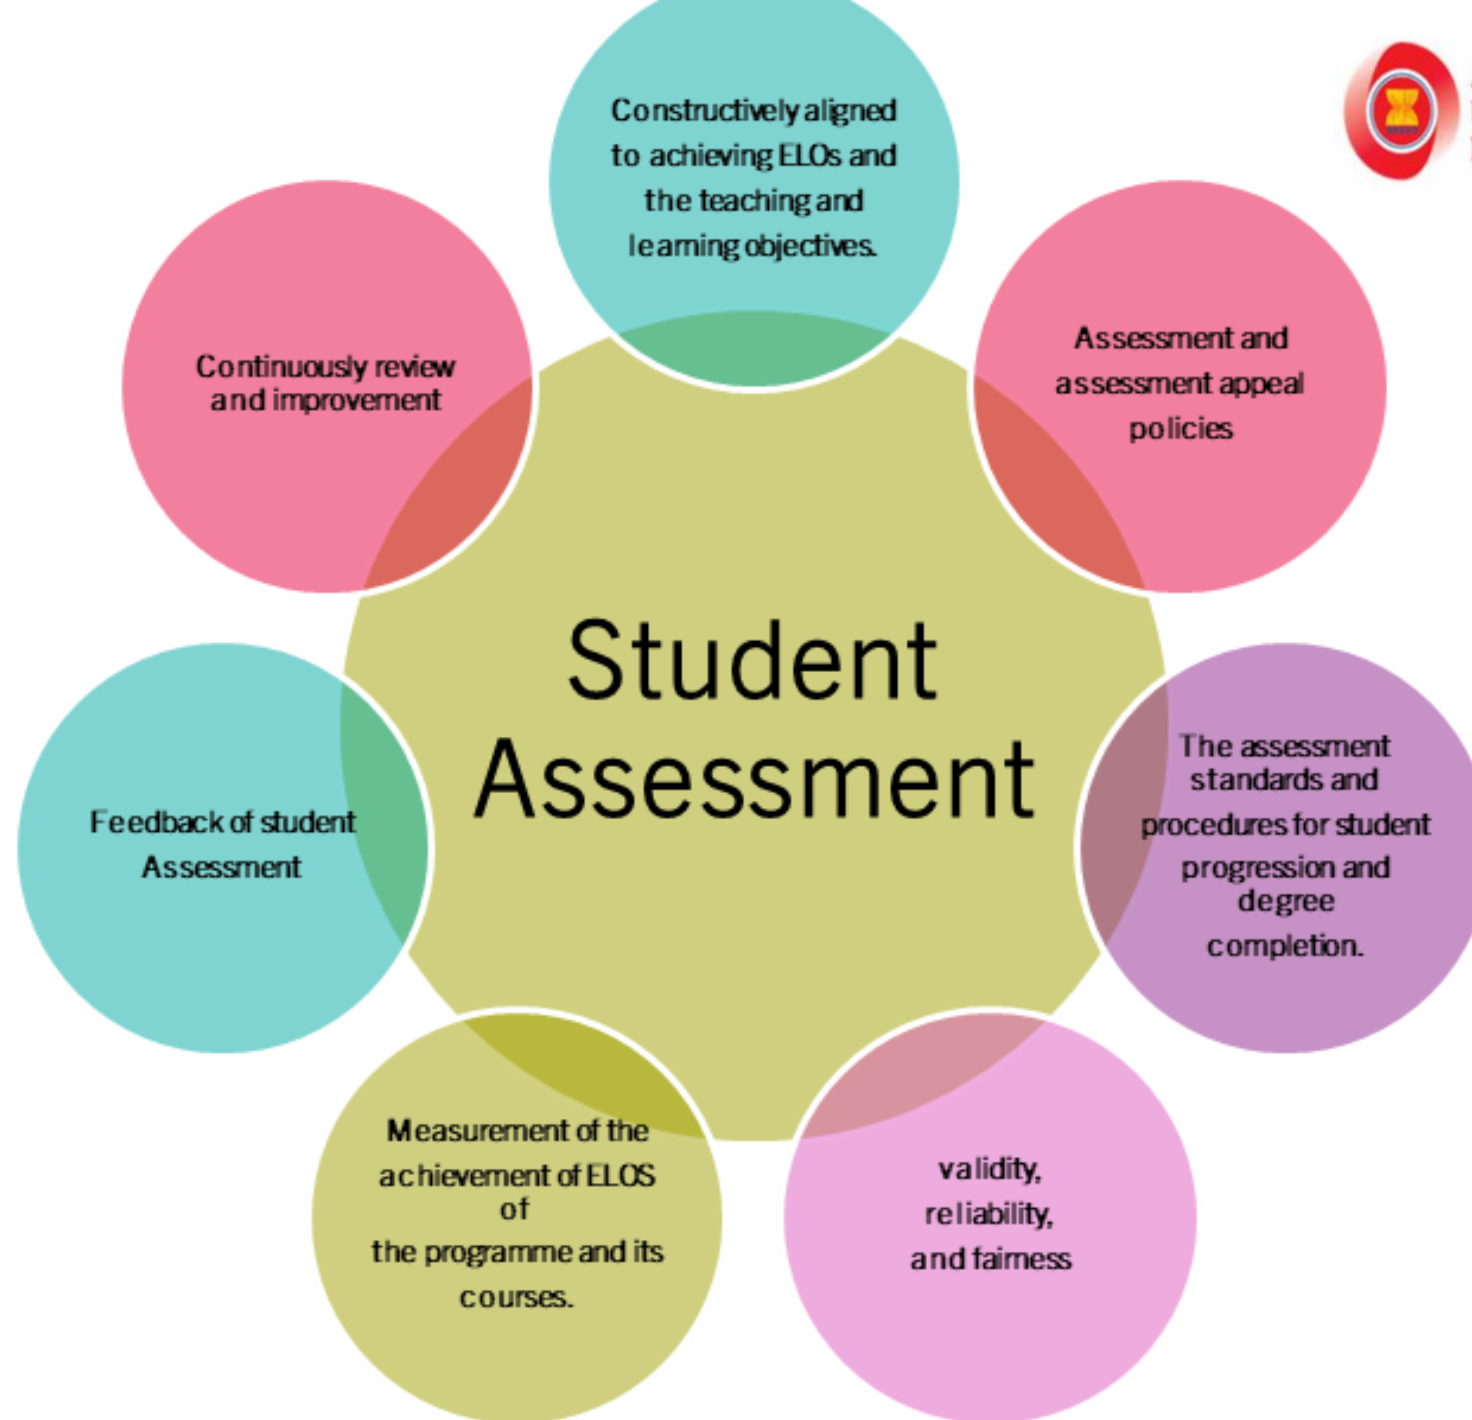 Constructively aligned
to achieving ELOs and
the teaching and
learning objectives.
Assessment and
assessment appeal
policies
The assessment
standards and
procedures for student
progression and
degree
completion.
validity,
reliability,
and fairness
Measurement of the
achievement of ELOS
of
the programme and its
courses.
Feedback of student
Assessment
Continuously review
and improvement
Student
Assessment